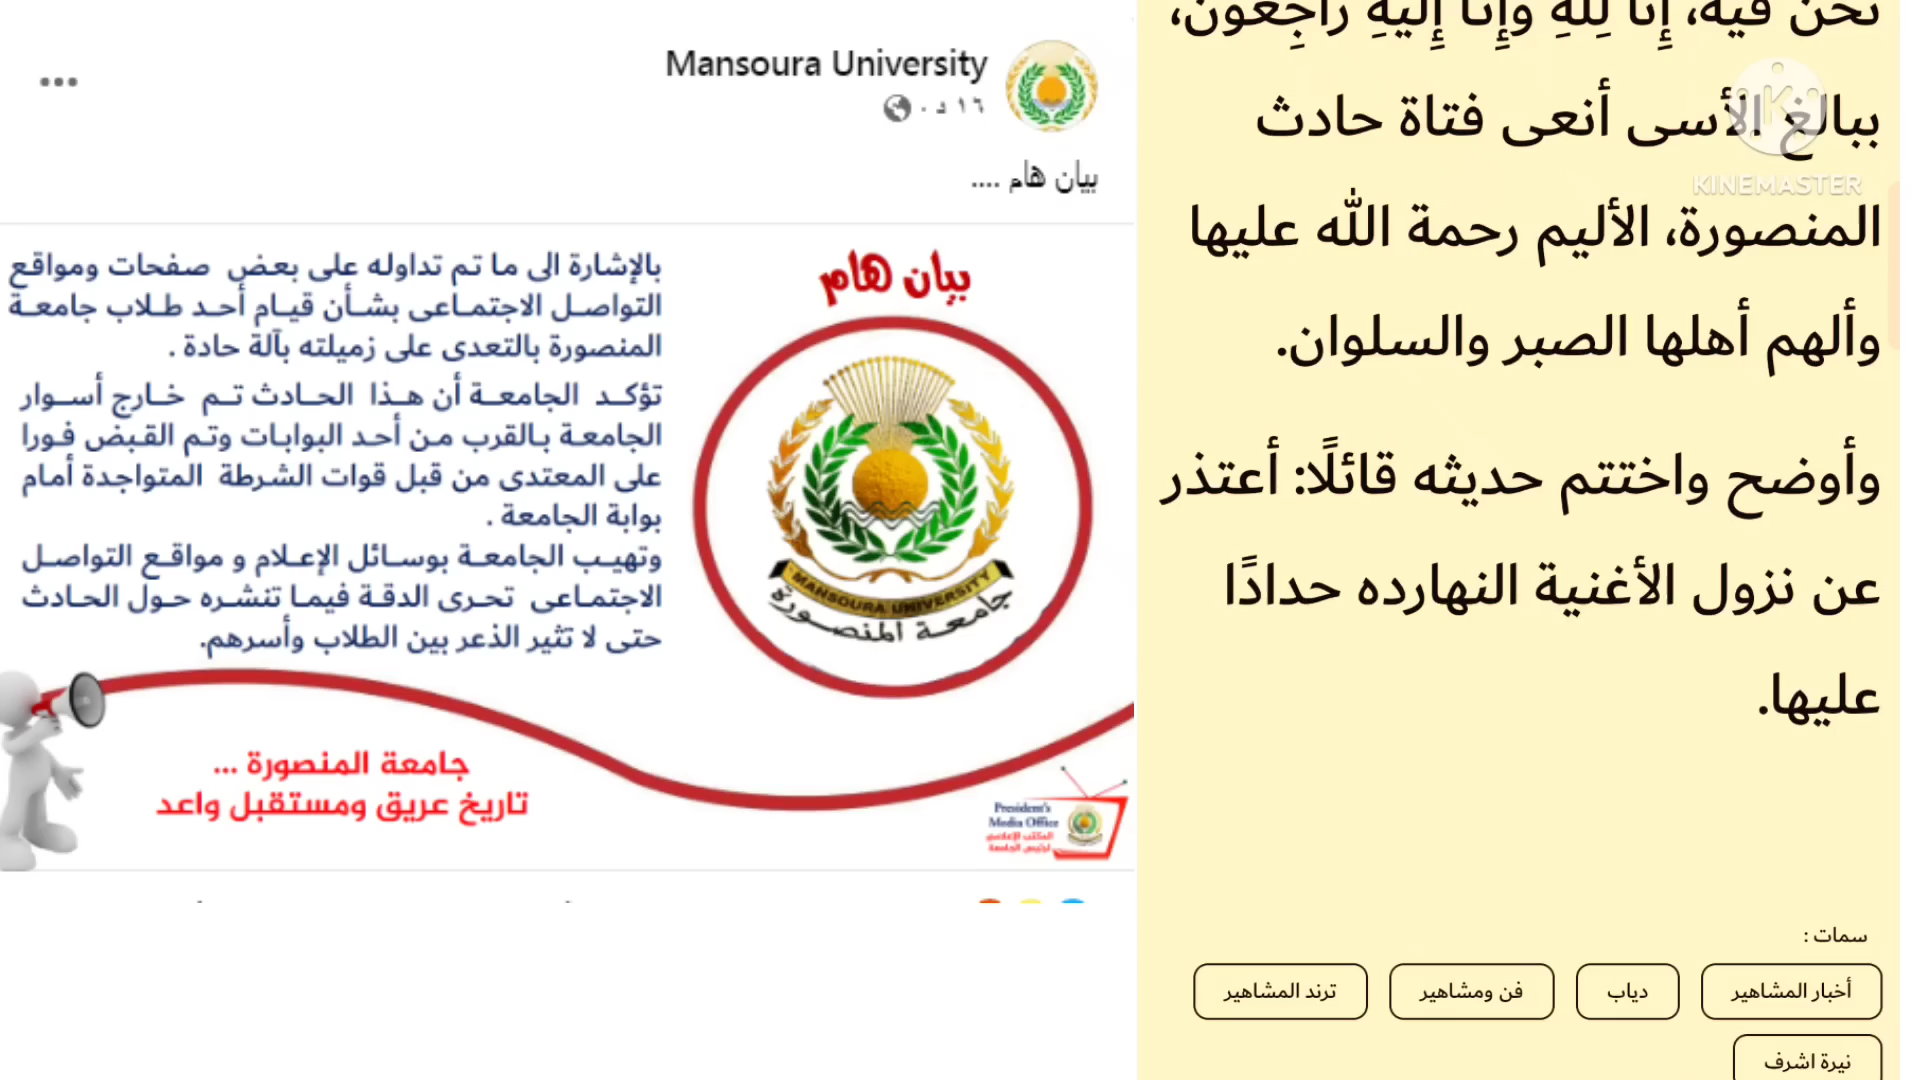 Mansoura University
١٦ د ·
بيان هام ....
بيان هام
بالإشارة الى ما تم تداوله على بعض صفحات ومواقع
التواصل الاجتماعى بشأن قيام أحد طلاب جامعة
المنصورة بالتعدى على زميلته بآلة حادة .
تؤكد الجامعة أن هذا الحادث تم خارج أسوار
الجامعة بالقرب من أحد البوابات وتم القبض فورا
على المعتدى من قبل قوات الشرطة المتواجدة أمام
بوابة الجامعة .
وتهيب الجامعة بوسائل الإعلام و مواقع التواصل
الاجتماعى تحرى الدقة فيما تنشره حول الحادث
حتى لا تثير الذعر بين الطلاب وأسرهم.
MANSOURA UNIVERSITY
جامعة المنصورة
جامعة المنصورة ...
تاريخ عريق ومستقبل واعد
President's
Media Office
المكتب الإعلامي
لرئيس الجامعة
نحن فيه، إِنَّا لِلَّهِ وَإِنَّا إِلَيْهِ رَاجِعُونَ،
ببالغ الأسى أنعى فتاة حادث
المنصورة، الأليم رحمة الله عليها
وألهم أهلها الصبر والسلوان.
وأوضح واختتم حديثه قائلًا: أعتذر
عن نزول الأغنية النهارده حدادًا
عليها.
KINEMASTER
سمات :
أخبار المشاهير
دياب
فن ومشاهير
ترند المشاهير
نيرة اشرف